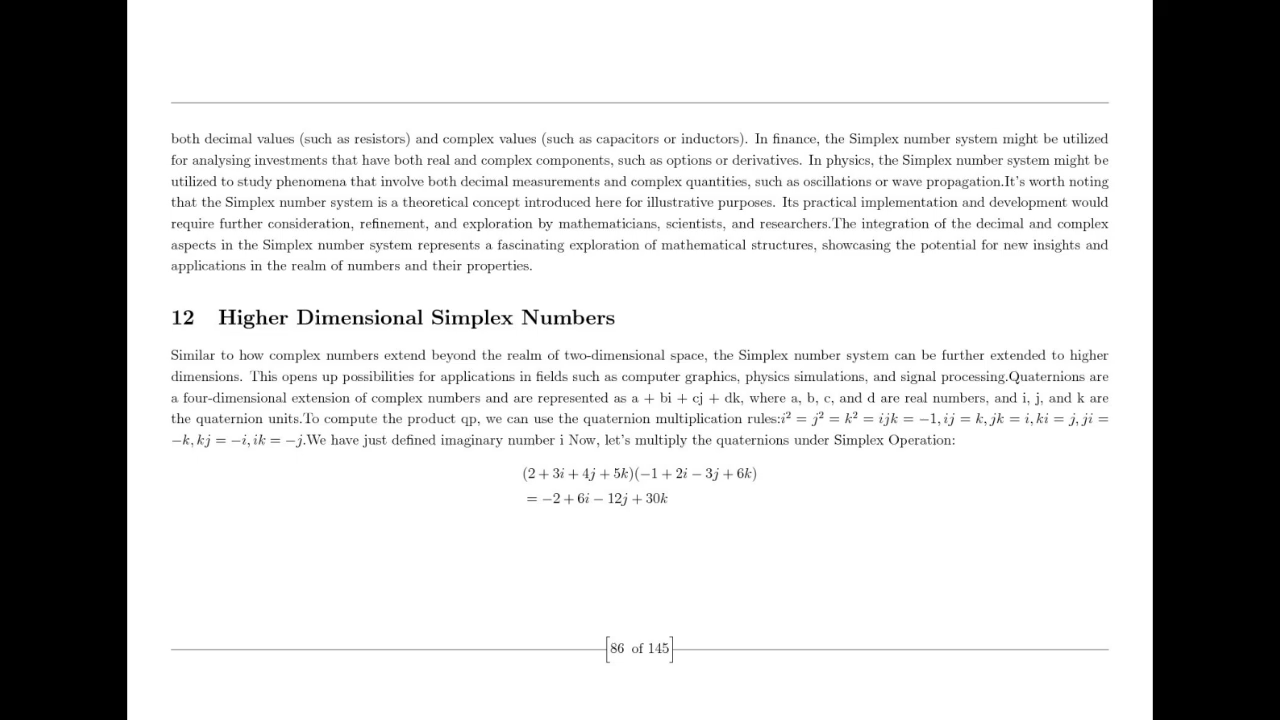 both decimal values (such as resistors) and complex values (such as capacitors or inductors). In finance, the Simplex number system might be utilized
for analysing investments that have both real and complex components, such as options or derivatives. In physics, the Simplex number system might be
utilized to study phenomena that involve both decimal measurements and complex quantities, such as oscillations or wave propagation.It's worth noting
that the Simplex number system is a theoretical concept introduced here for illustrative purposes. Its practical implementation and development would
require further consideration, refinement, and exploration by mathematicians, scientists, and researchers.The integration of the decimal and complex
aspects in the Simplex number system represents a fascinating exploration of mathematical structures, showcasing the potential for new insights and
applications in the realm of numbers and their properties.
12 Higher Dimensional Simplex Numbers
Similar to how complex numbers extend beyond the realm of two-dimensional space, the Simplex number system can be further extended to higher
dimensions. This opens up possibilities for applications in fields such as computer graphics, physics simulations, and signal processing.Quaternions are
a four-dimensional extension of complex numbers and are represented as a + bi + cj + dk, where a, b, c, and d are real numbers, and i, j, and k are
the quaternion units.To compute the product qp, we can use the quaternion multiplication rules:i² = j² = k² = ijk = −1, ij = k, jk = i, ki = j, ji =
−k, kj = −i, ik = −j.We have just defined imaginary number i Now, let's multiply the quaternions under Simplex Operation:
(2 + 3i + 4j + 5k)(−1 + 2i − 3j + 6k)
= −2 + 6i − 12j + 30k
[86 of 145]